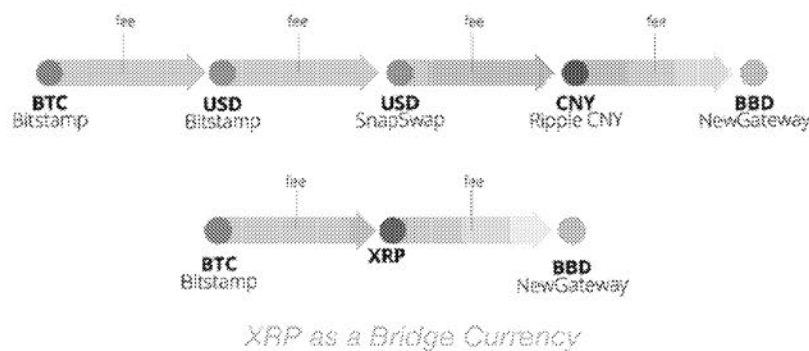 fee fee fee fee
BTC USD USD CNY BBD
Bitstamp Bitstamp SnapSwap Ripple CNY NewGateway
fee fee
BTC XRP BBD
Bitstamp NewGateway
XRP as a Bridge Currency